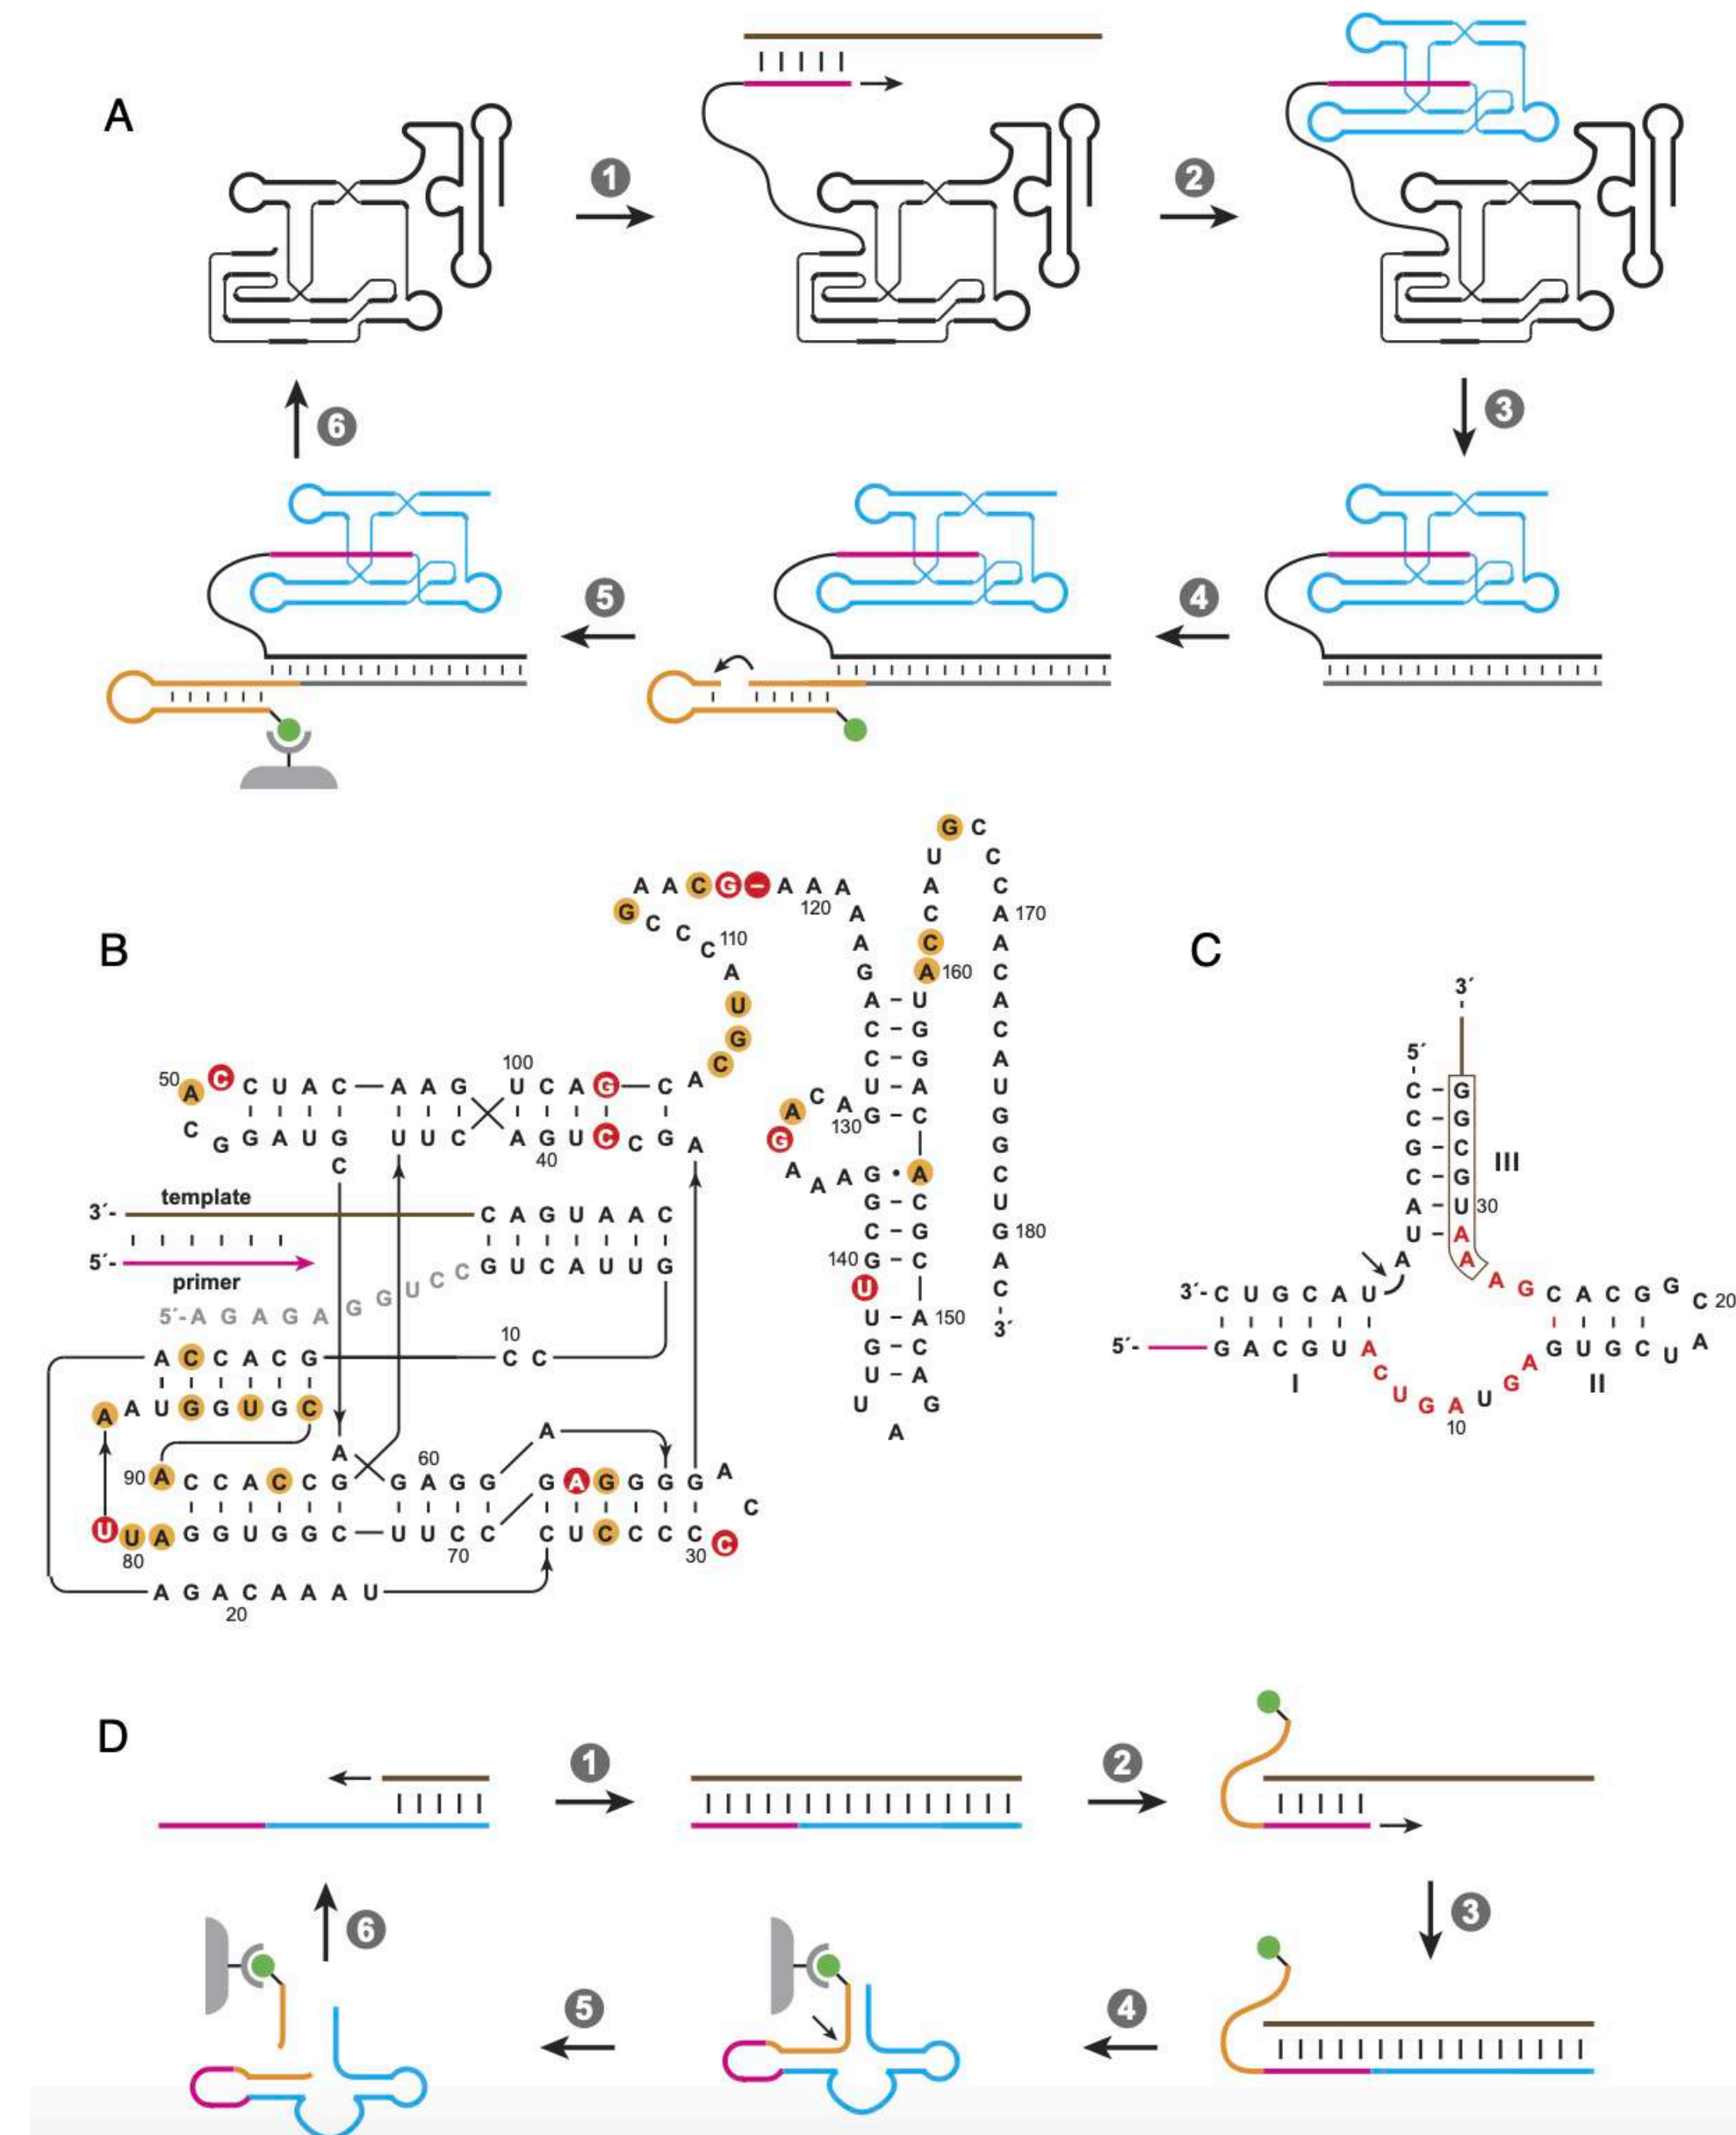 A
1
2
3
4
5
6
B
G C
U C
A A C G – A A A A C
120
G C C C 110 A C A 170
A C A
A G A 160 C
U A – U A
G C – G C
C C – G A
100
50 A C C U A C A A G U C A G C A U – A U
C G G A U G U U C A G U C C G A
40
A C A G – C G
130
G G
C
A A A G • A C
G – C U
C – G G 180
140 G – C A
U C
U – A 150 3´
G – C
U – A
U G
A
template
3´- C A G U A A C
5´- G U C A U U G
primer
5´-A G A G A G G U C C
10
A C C A C G C C
A A U G G U G C
A
A
60
90 A C C A C C G G A G G G A G G G G A
C
U U A G G U G G C U U C C C U C C C C C
80 70 30
A G A C A A A U
20
C
3´
5´
C – G
C – G
G – C III
C – G
A – U 30
U – A
A A
A G
3´- C U G C A U C A C G G C 20
5´- G A C G U A G U G C U A
I II
C U G A U G A
10
D
1
2
3
4
5
6